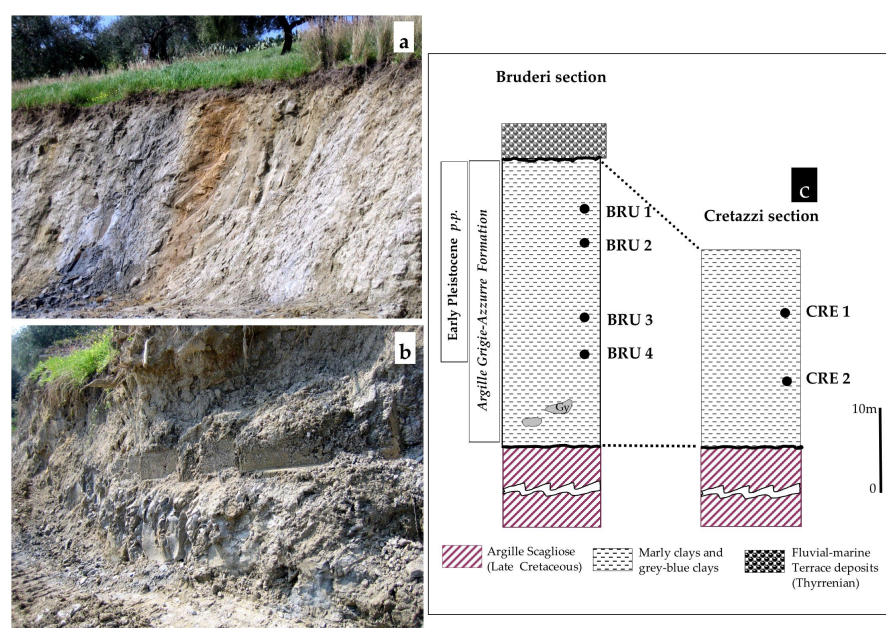 a
b
Bruderi section
c
Cretazzi section
Early Pleistocene p.p.
Argille Grigie-Azzurre Formation
BRU 1
BRU 2
BRU 3
BRU 4
Gy
CRE 1
CRE 2
10m
0
Argille Scagliose
(Late Cretaceous)
Marly clays and
grey-blue clays
Fluvial-marine
Terrace deposits
(Thyrrenian)